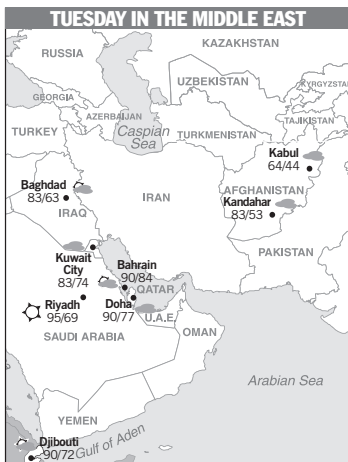 TUESDAY IN THE MIDDLE EAST
KAZAKHSTAN
RUSSIA
UZBEKISTAN
KYRGYZSTAN
GEORGIA
AZERBAIJAN
TAJIKISTAN
TURKEY
Caspian
Sea
TURKMENISTAN
Kabul
64/44
Baghdad
83/63
IRAQ
IRAN
AFGHANISTAN
Kandahar
83/53
Kuwait
City
83/74
PAKISTAN
Bahrain
90/84
QATAR
Riyadh
95/69
Doha
90/77
U.A.E.
SAUDI ARABIA
OMAN
Arabian Sea
YEMEN
Djibouti
90/72
Gulf of Aden